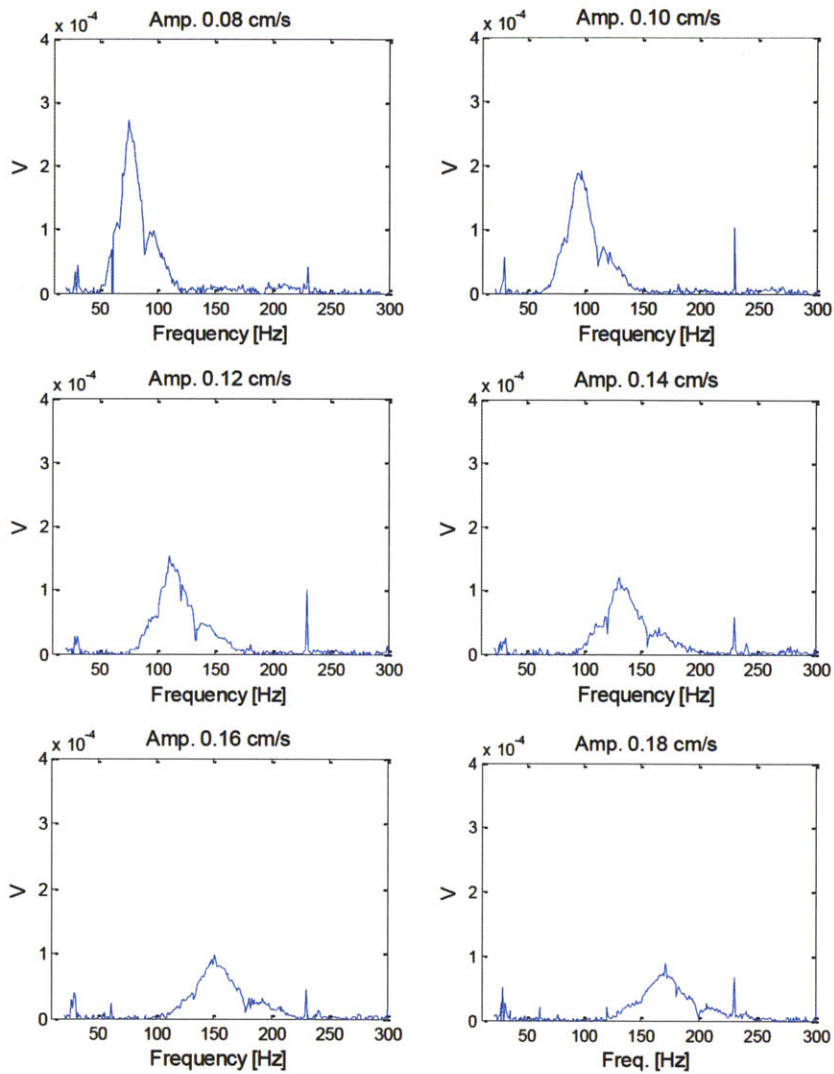 Amp. 0.08 cm/s
x 10-4
4
3
2
1
0
V
50 100 150 200 250 300
Frequency [Hz]
Amp. 0.10 cm/s
x 10-4
4
3
2
1
0
V
50 100 150 200 250 300
Frequency [Hz]
Amp. 0.12 cm/s
x 10-4
4
3
2
1
0
V
50 100 150 200 250 300
Frequency [Hz]
Amp. 0.14 cm/s
x 10-4
4
3
2
1
0
V
50 100 150 200 250 300
Frequency [Hz]
Amp. 0.16 cm/s
x 10-4
4
3
2
1
0
V
50 100 150 200 250 300
Frequency [Hz]
Amp. 0.18 cm/s
x 10-4
4
3
2
1
0
V
50 100 150 200 250 300
Freq. [Hz]